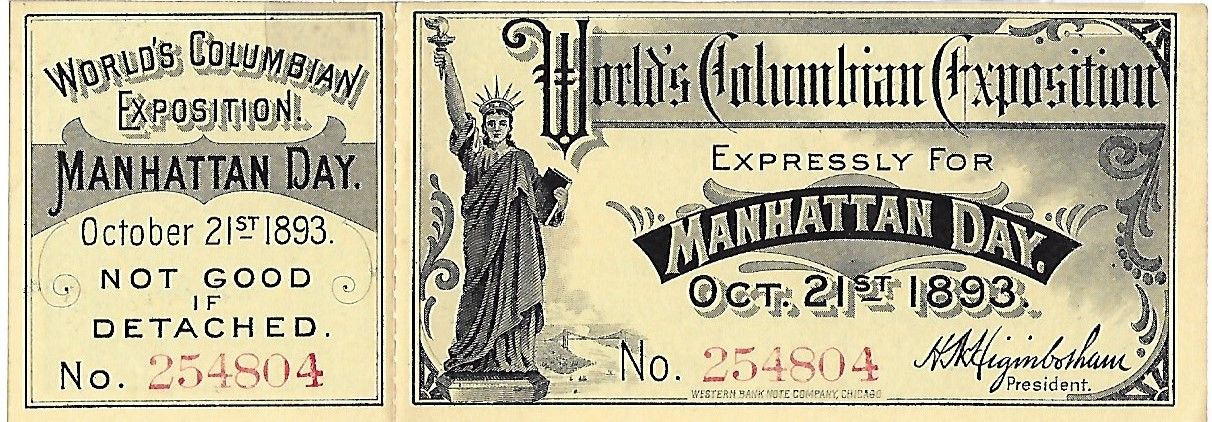 WORLD'S COLUMBIAN
EXPOSITION.
MANHATTAN DAY.
October 21ST 1893.
NOT GOOD
IF
DETACHED.
No. 254804
World's Columbian Exposition
EXPRESSLY FOR
MANHATTAN DAY.
OCT. 21ST 1893.
No. 254804
H. N. Higinbotham
President.
WESTERN BANK NOTE COMPANY, CHICAGO